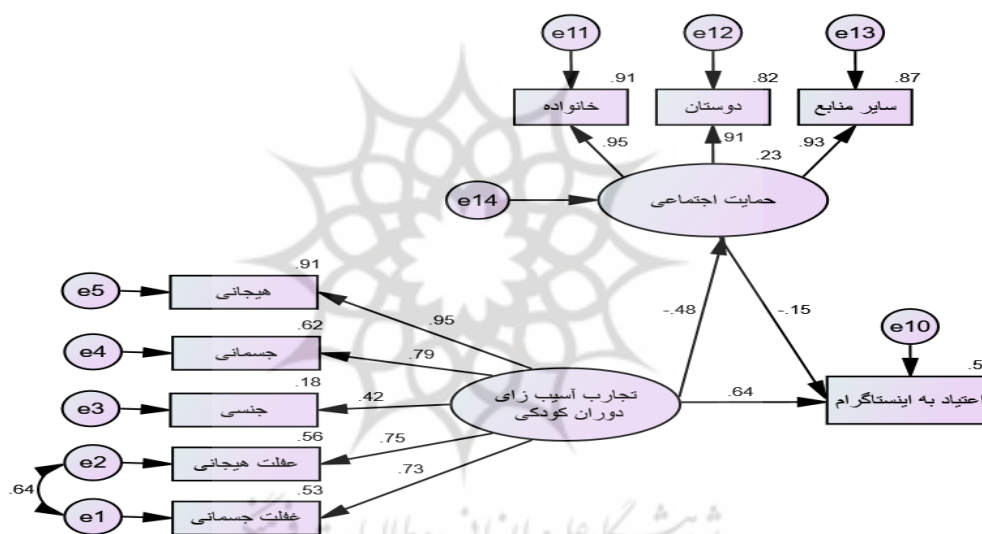 e11 e12 e13
.91 .82 .87
خانواده دوستان سایر منابع
.95 .91 .93
.23
e14 حمایت اجتماعی
.91
e5 هیجانی
.95
-.48 -.15
e10
.62
e4 جسمانی
.79
.5
.18
e3 جنسی
.42
تجارب آسیب زای
دوران کودکی
.64
اعتیاد به اینستاگرام
.56
e2 غفلت هیجانی
.75
.64
.73
.53
e1 غفلت جسمانی